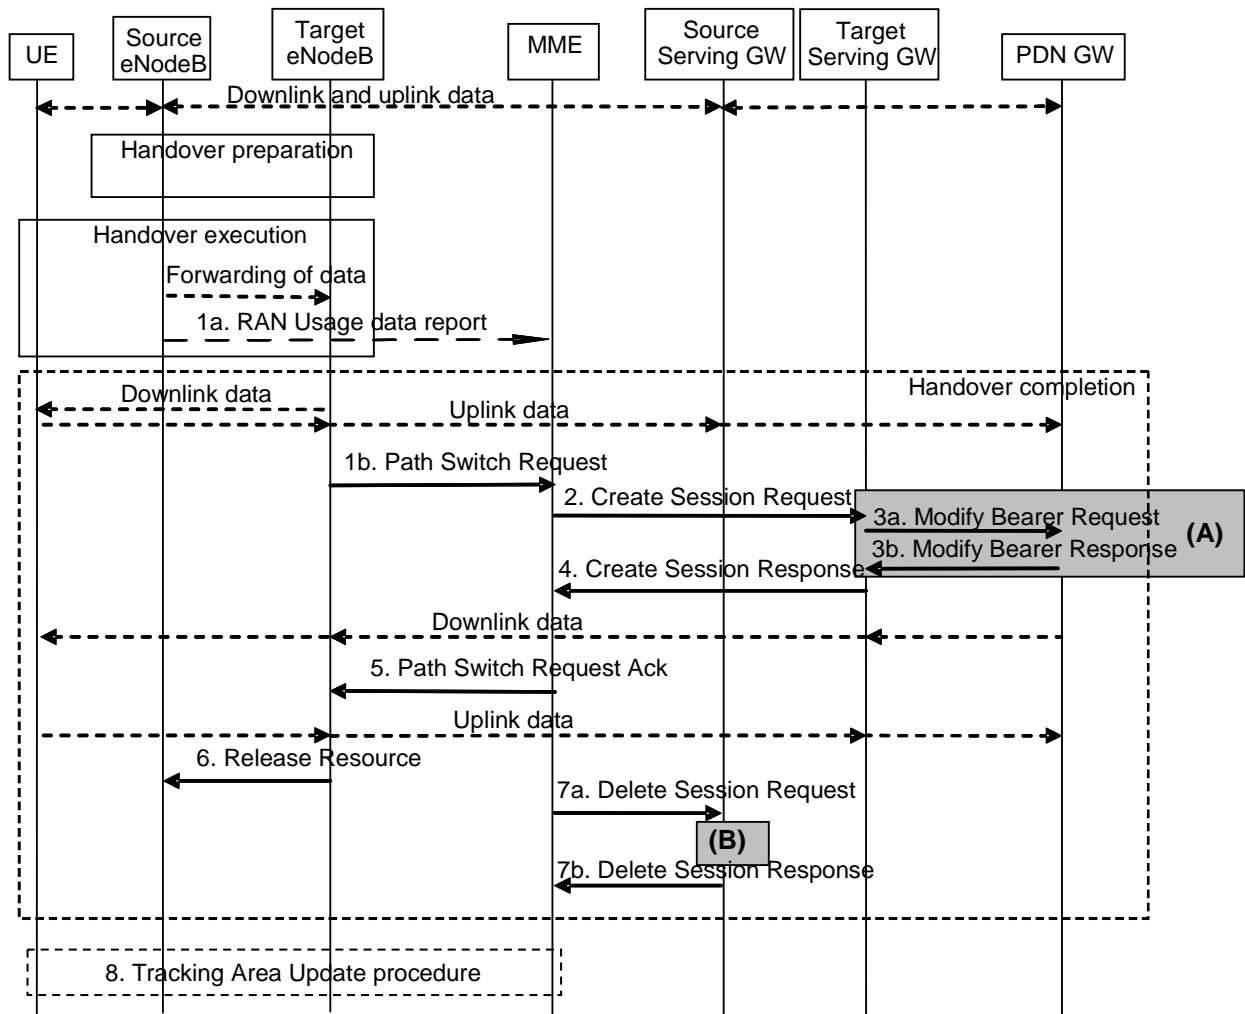 UE
Source
eNodeB
Target
eNodeB
MME
Source
Serving GW
Target
Serving GW
PDN GW
Downlink and uplink data
Handover preparation
Handover execution
Forwarding of data
1a. RAN Usage data report
Handover completion
Downlink data
Uplink data
1b. Path Switch Request
2. Create Session Request
3a. Modify Bearer Request
(A)
3b. Modify Bearer Response
4. Create Session Response
Downlink data
5. Path Switch Request Ack
Uplink data
6. Release Resource
7a. Delete Session Request
(B)
7b. Delete Session Response
8. Tracking Area Update procedure